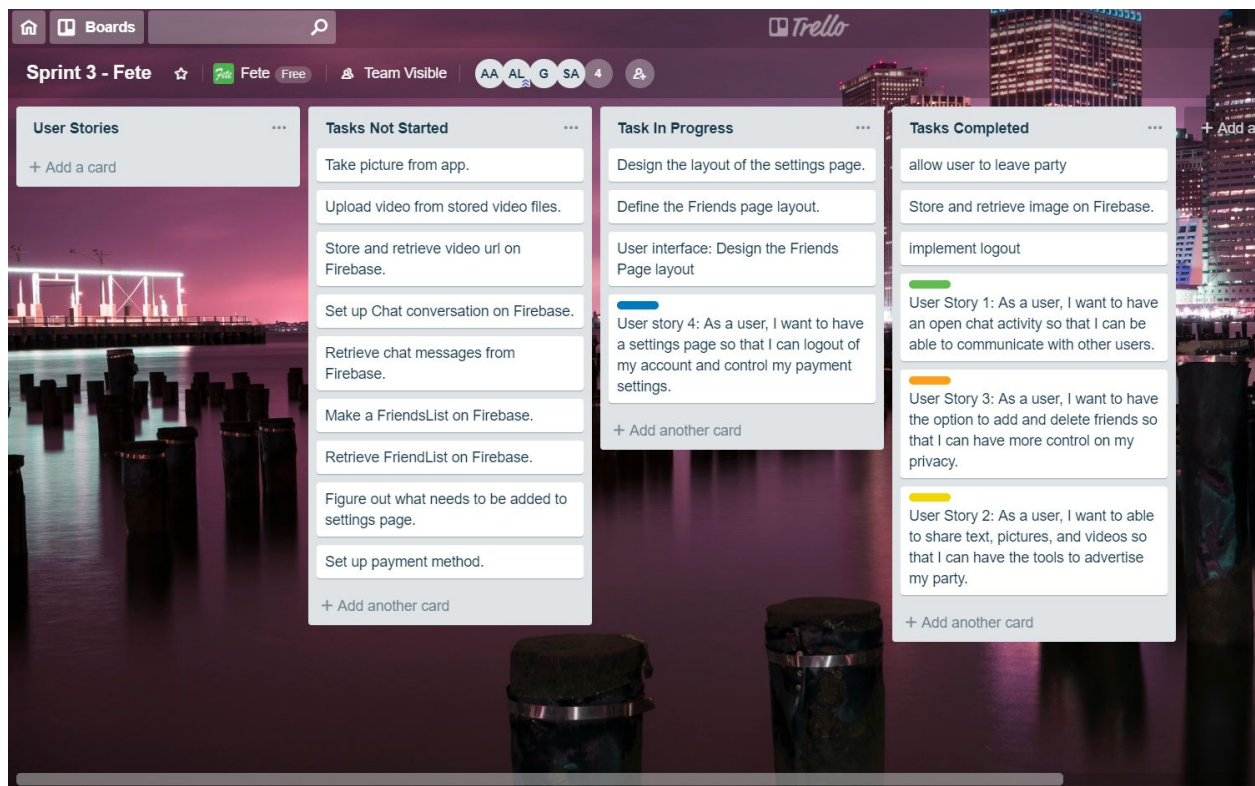 Boards
Trello
Sprint 3 - Fete
Fete
Fete
Free
Team Visible
AA
AL
G
SA
4
User Stories
+ Add a card
Tasks Not Started
Take picture from app.
Upload video from stored video files.
Store and retrieve video url on
Firebase.
Set up Chat conversation on Firebase.
Retrieve chat messages from
Firebase.
Make a FriendsList on Firebase.
Retrieve FriendList on Firebase.
Figure out what needs to be added to
settings page.
Set up payment method.
+ Add another card
Task In Progress
Design the layout of the settings page.
Define the Friends page layout.
User interface: Design the Friends
Page layout
User story 4: As a user, I want to have
a settings page so that I can logout of
my account and control my payment
settings.
+ Add another card
Tasks Completed
allow user to leave party
Store and retrieve image on Firebase.
implement logout
User Story 1: As a user, I want to have
an open chat activity so that I can be
able to communicate with other users.
User Story 3: As a user, I want to have
the option to add and delete friends so
that I can have more control on my
privacy.
User Story 2: As a user, I want to able
to share text, pictures, and videos so
that I can have the tools to advertise
my party.
+ Add another card
+ Add a